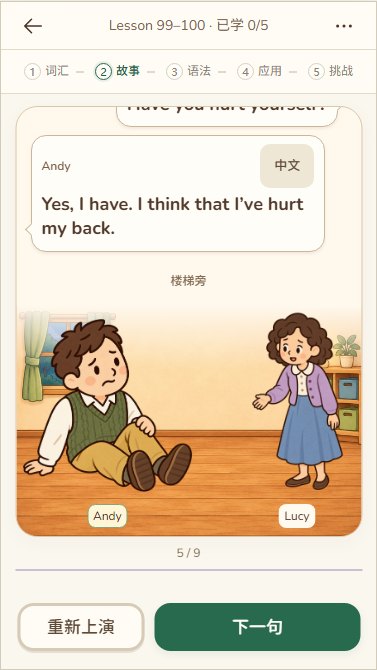 Lesson 99–100 · 已学 0/5
1 词汇
2 故事
3 语法
4 应用
5 挑战
Have you hurt yourself?
Andy
中文
Yes, I have. I think that I’ve hurt
my back.
楼梯旁
Andy
Lucy
5 / 9
重新上演
下一句